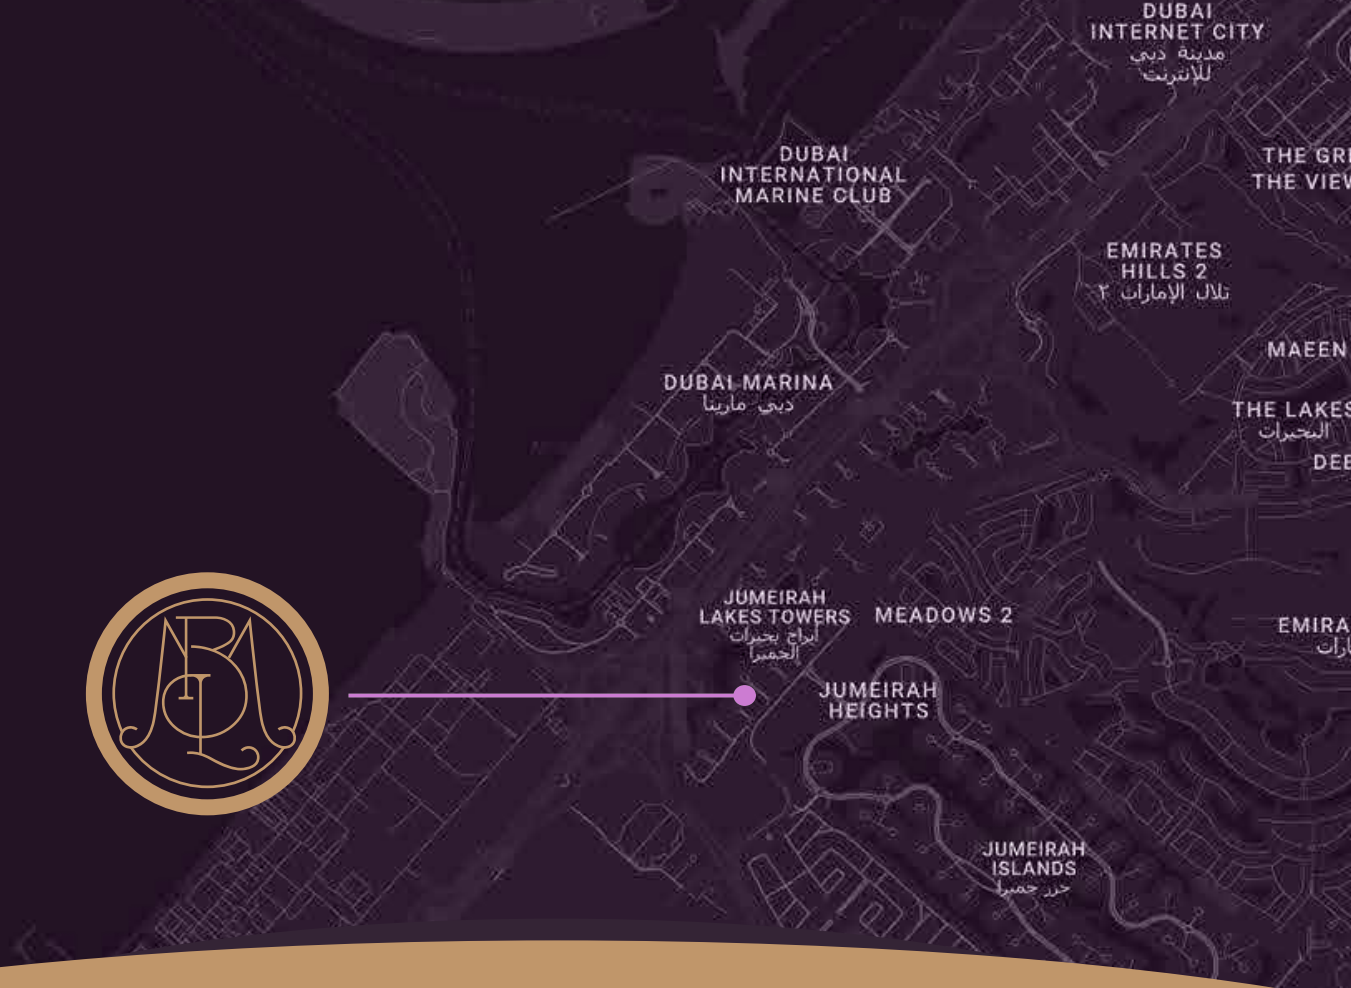 DUBAI
INTERNET CITY
مدينة دبي
للإنترنت
DUBAI
INTERNATIONAL
MARINE CLUB
THE GRE
THE VIEW
EMIRATES
HILLS 2
تلال الإمارات ٢
MAEEN
DUBAI MARINA
دبي مارينا
THE LAKES
البحيرات
DEE
JUMEIRAH
LAKES TOWERS
أبراج بحيرات
الجميرا
MEADOWS 2
EMIRA
JUMEIRAH
HEIGHTS
JUMEIRAH
ISLANDS
جزر جميرا